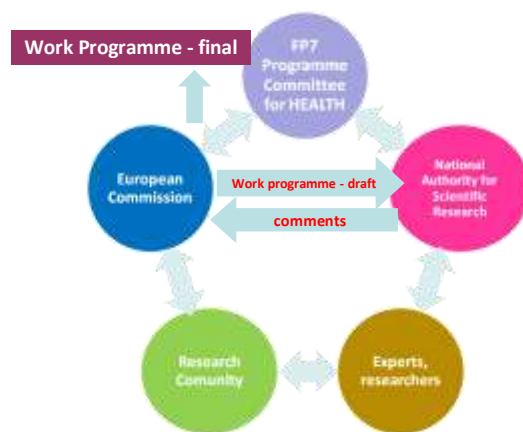 Work Programme - final
FP7
Programme
Committee
for HEALTH
European
Commission
Work programme - draft
comments
National
Authority for
Scientific
Research
Research
Comunity
Experts,
researchers